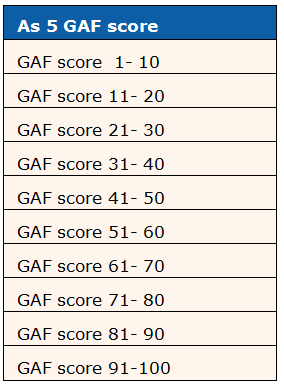 As 5 GAF score
GAF score  1- 10
GAF score 11- 20
GAF score 21- 30
GAF score 31- 40
GAF score 41- 50
GAF score 51- 60
GAF score 61- 70
GAF score 71- 80
GAF score 81- 90
GAF score 91-100